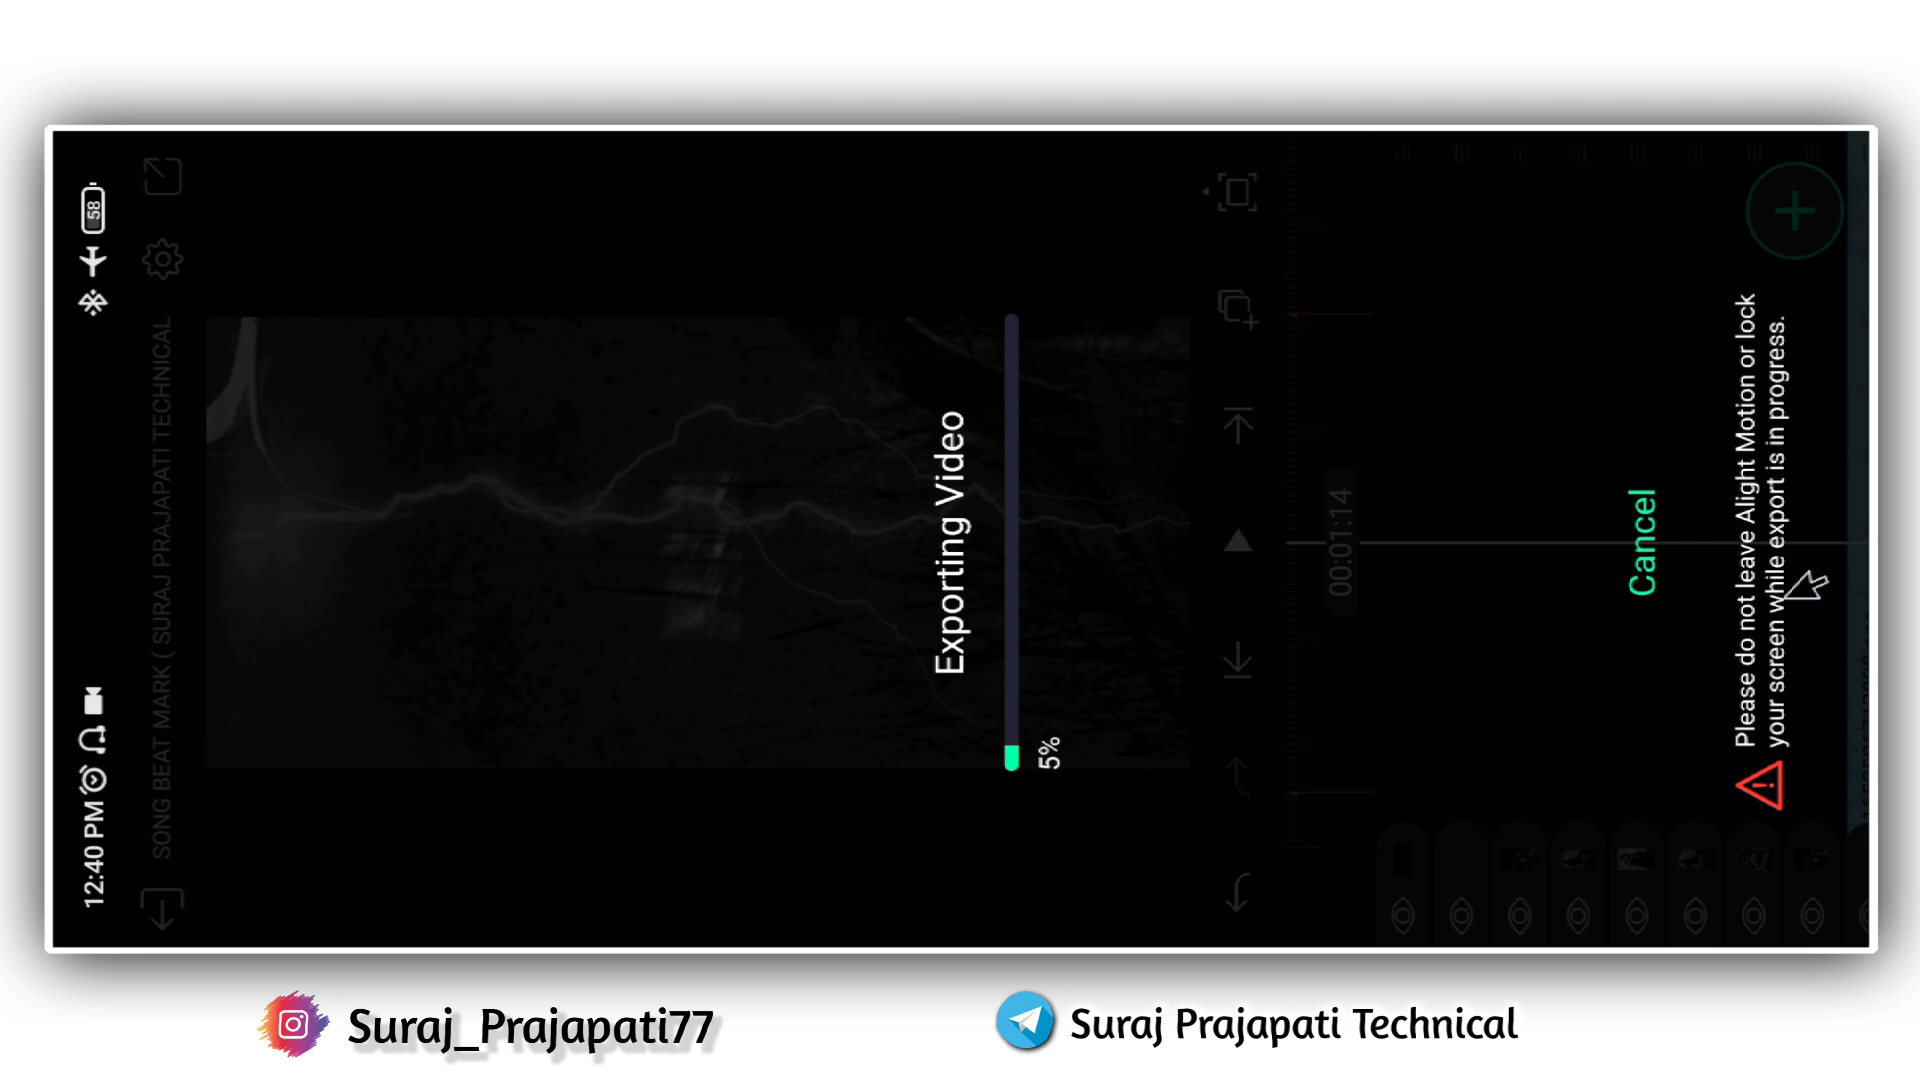 12:40 PM
58
SONG BEAT MARK ( SURAJ PRAJAPATI TECHNICAL
Exporting Video
5%
00:01:14
Cancel
Please do not leave Alight Motion or lock
your screen while export is in progress.
Suraj_Prajapati77
Suraj Prajapati Technical